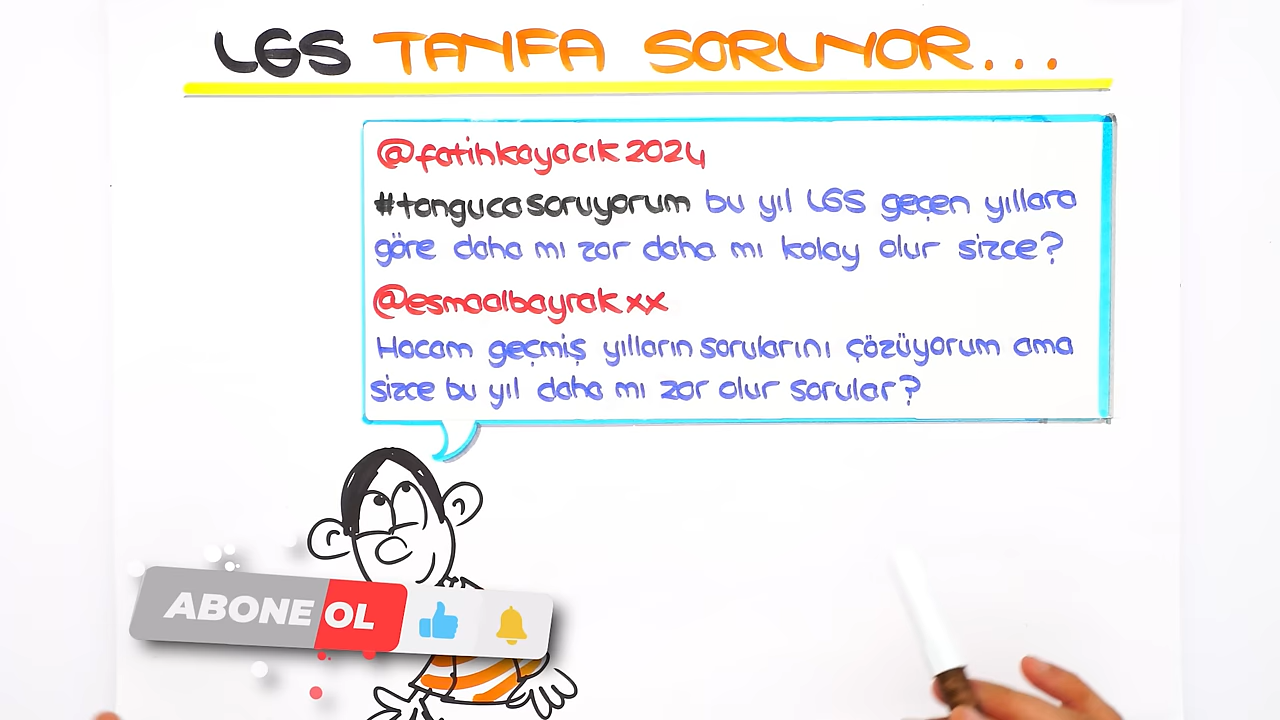 LGS TAYFA SORUYOR...
@fatihkayacık2024
#tongucasoruyorum bu yıl LGS geçen yıllara
göre daha mı zor daha mı kolay olur sizce?
@esmaalbayrakxx
Hocam geçmiş yılların sorularını çözüyorum ama
sizce bu yıl daha mı zor olur sorular?
ABONE OL